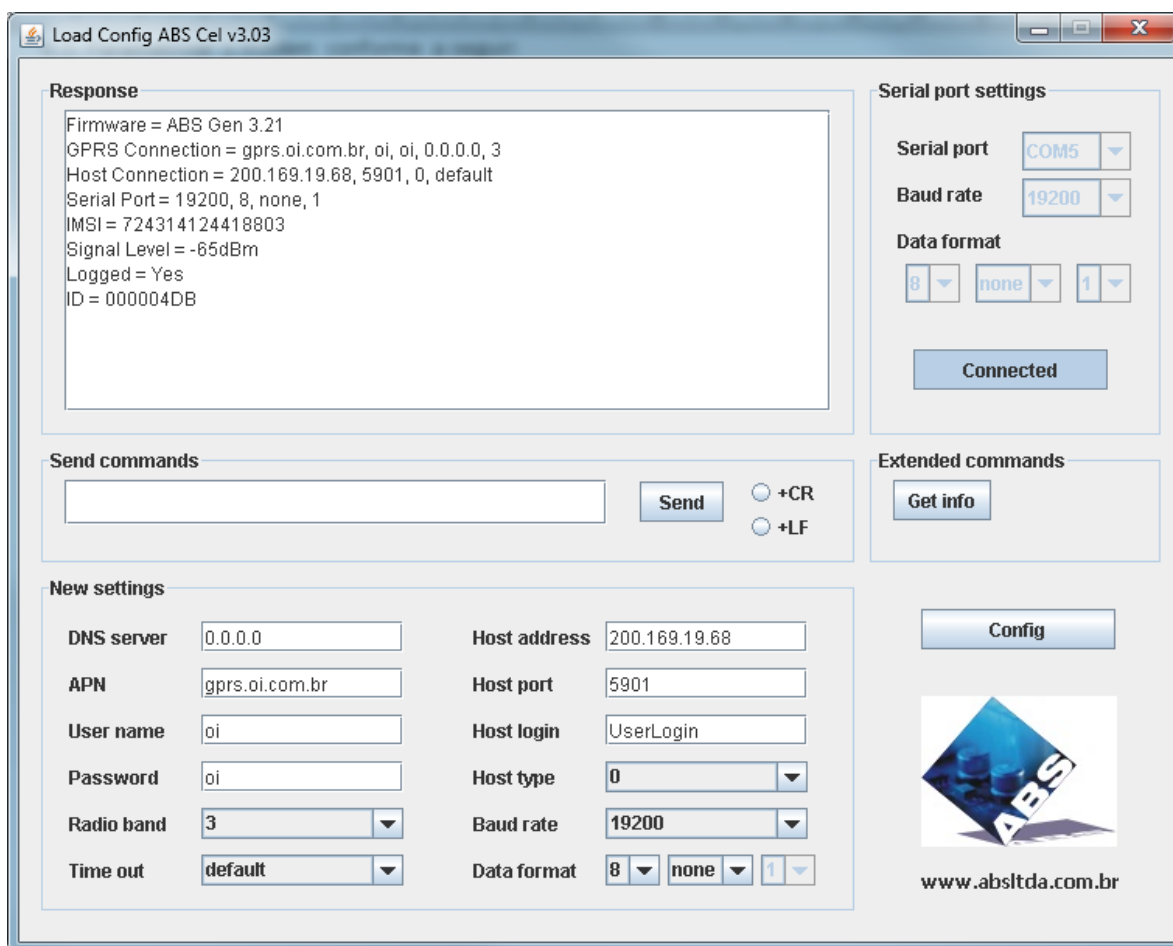 Load Config ABS Cel v3.03
Response
Firmware = ABS Gen 3.21
GPRS Connection = gprs.oi.com.br, oi, oi, 0.0.0.0, 3
Host Connection = 200.169.19.68, 5901, 0, default
Serial Port = 19200, 8, none, 1
IMSI = 724314124418803
Signal Level = -65dBm
Logged = Yes
ID = 000004DB
Serial port settings
Serial port COM5
Baud rate 19200
Data format
8 none 1
Connected
Send commands
Send
+CR
+LF
Extended commands
Get info
New settings
DNS server 0.0.0.0 Host address 200.169.19.68
APN gprs.oi.com.br Host port 5901
User name oi Host login UserLogin
Password oi Host type 0
Radio band 3 Baud rate 19200
Time out default Data format 8 none 1
Config
ABS
www.absltda.com.br